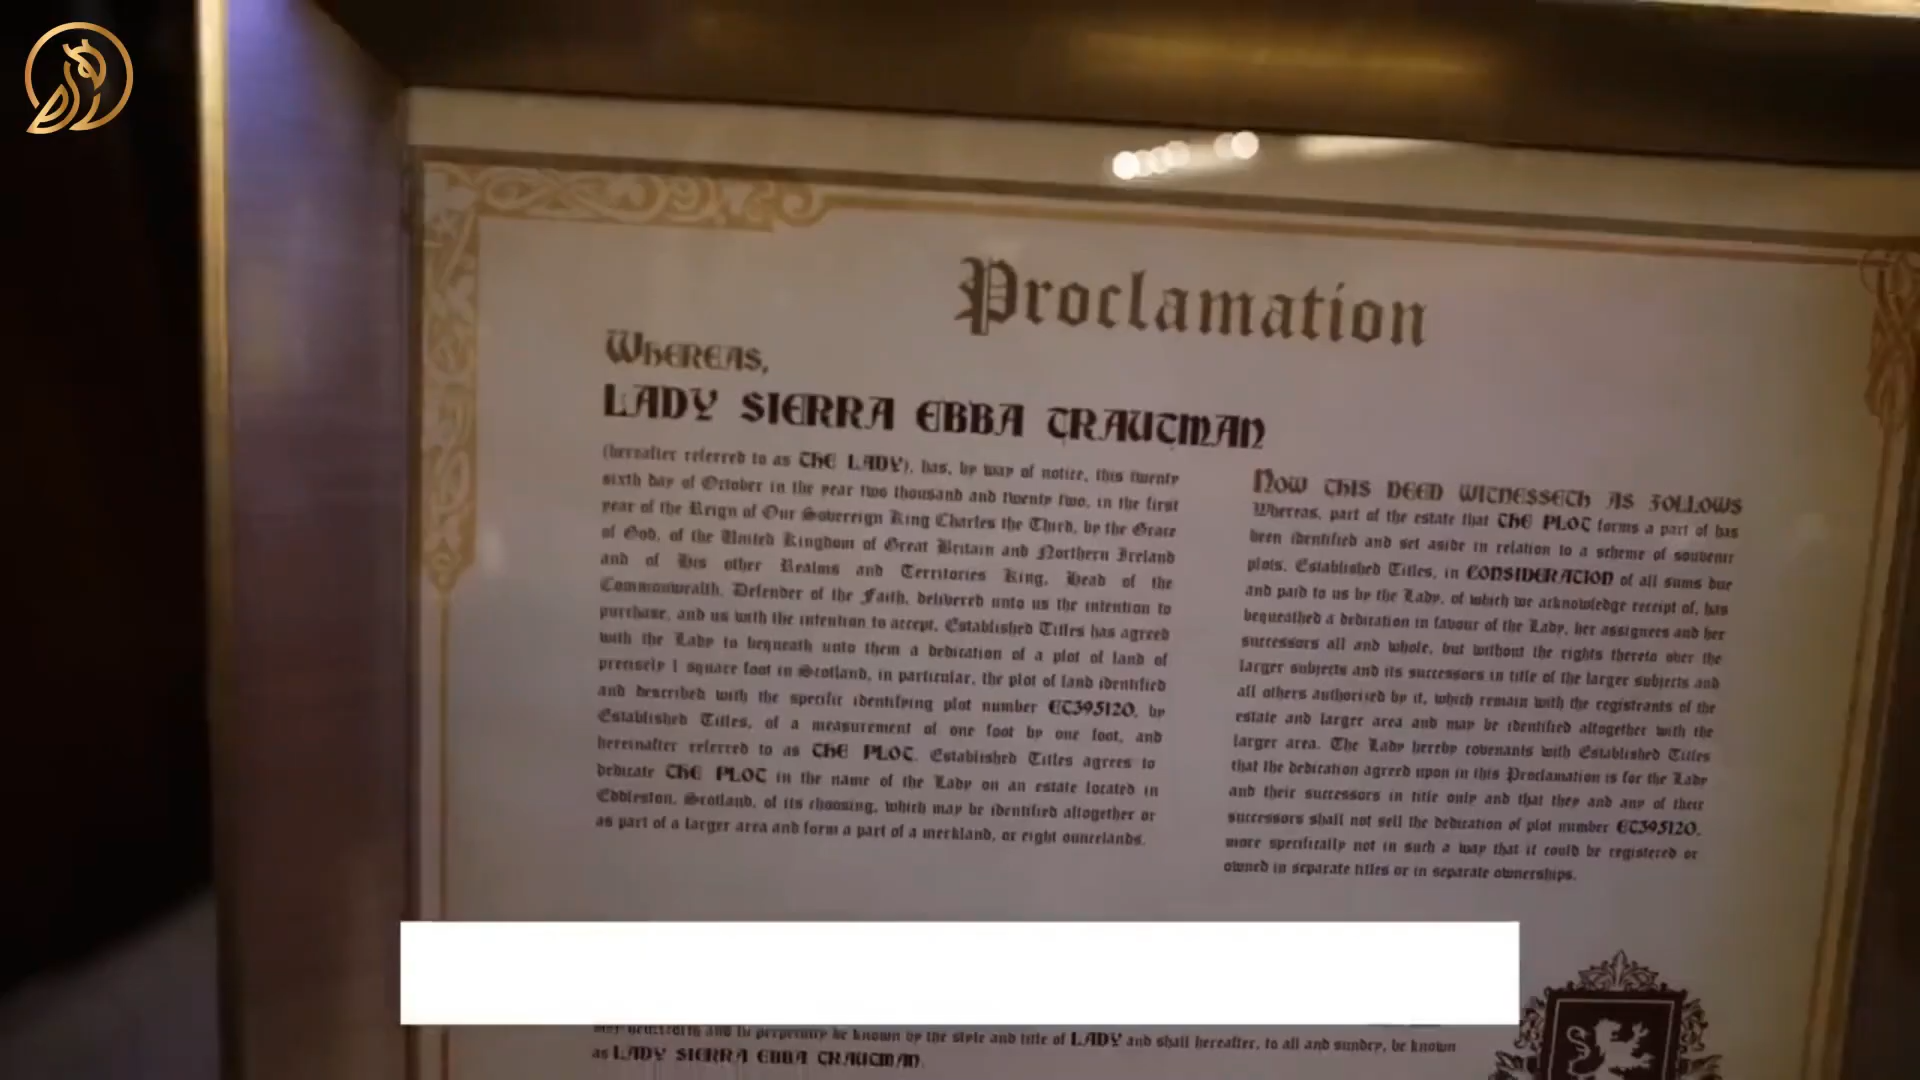 Proclamation
Whereas,
LADY SIERRA EBBA TRAUTMAN
(hereafter referred to as THE LADY), has, by way of notice, this twenty
sixth day of October in the year two thousand and twenty two, in the first
year of the Reign of Our Sovereign King Charles the Third, by the Grace
of God, of the United Kingdom of Great Britain and Northern Ireland
and of His other Realms and Territories King, Head of the
Commonwealth, Defender of the Faith, delivered unto us the intention to
purchase, and us with the intention to accept, Established Titles has agreed
with the Lady to bequeath unto them a dedication of a plot of land of
precisely 1 square foot in Scotland, in particular, the plot of land identified
and described with the specific identifying plot number ET395120, by
Established Titles, of a measurement of one foot by one foot, and
hereinafter referred to as THE PLOT. Established Titles agrees to
dedicate THE PLOT in the name of the Lady on an estate located in
Eddleston, Scotland, of its choosing, which may be identified altogether or
as part of a larger area and form a part of a merkland, or eight ouncelands.
NOW THIS DEED WITNESSETH AS FOLLOWS
Whereas, part of the estate that THE PLOT forms a part of has
been identified and set aside in relation to a scheme of souvenir
plots, Established Titles, in CONSIDERATION of all sums due
and paid to us by the Lady, of which we acknowledge receipt of, has
bequeathed a dedication in favour of the Lady, her assignees and her
successors all and whole, but without the rights thereto over the
larger subjects and its successors in title of the larger subjects and
all others authorised by it, which remain with the registrants of the
estate and larger area and may be identified altogether with the
larger area. The Lady hereby covenants with Established Titles
that the dedication agreed upon in this Proclamation is for the Lady
and their successors in title only and that they and any of their
successors shall not sell the dedication of plot number ET395120,
more specifically not in such a way that it could be registered or
owned in separate titles or in separate ownerships.
may henceforth and in perpetuity be known by the style and title of LADY and shall hereafter, to all and sundry, be known
as LADY SIERRA EBBA TRAUTMAN.